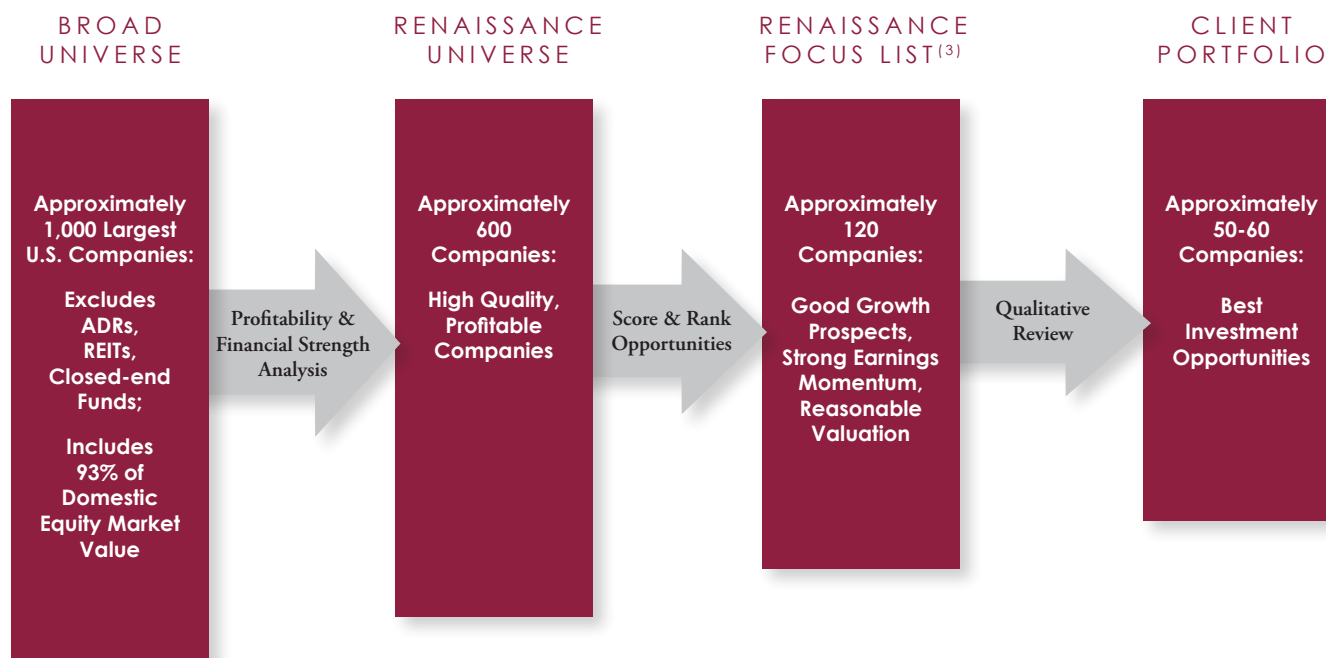 BROAD
UNIVERSE
RENAISSANCE
UNIVERSE
RENAISSANCE
FOCUS LIST(3)
CLIENT
PORTFOLIO
Approximately
1,000 Largest
U.S. Companies:
Excludes
ADRs,
REITs,
Closed-end
Funds;
Includes
93% of
Domestic
Equity Market
Value
Profitability &
Financial Strength
Analysis
Approximately
600
Companies:
High Quality,
Profitable
Companies
Score & Rank
Opportunities
Approximately
120
Companies:
Good Growth
Prospects,
Strong Earnings
Momentum,
Reasonable
Valuation
Qualitative
Review
Approximately
50-60
Companies:
Best
Investment
Opportunities